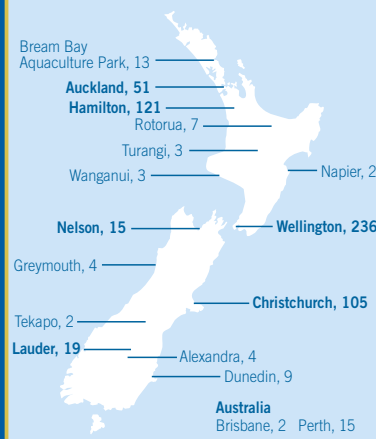 Bream Bay
Aquaculture Park, 13
Auckland, 51
Hamilton, 121
Rotorua, 7
Turangi, 3
Wanganui, 3
Napier, 2
Nelson, 15
Wellington, 236
Greymouth, 4
Christchurch, 105
Tekapo, 2
Lauder, 19
Alexandra, 4
Dunedin, 9
Australia
Brisbane, 2 Perth, 15